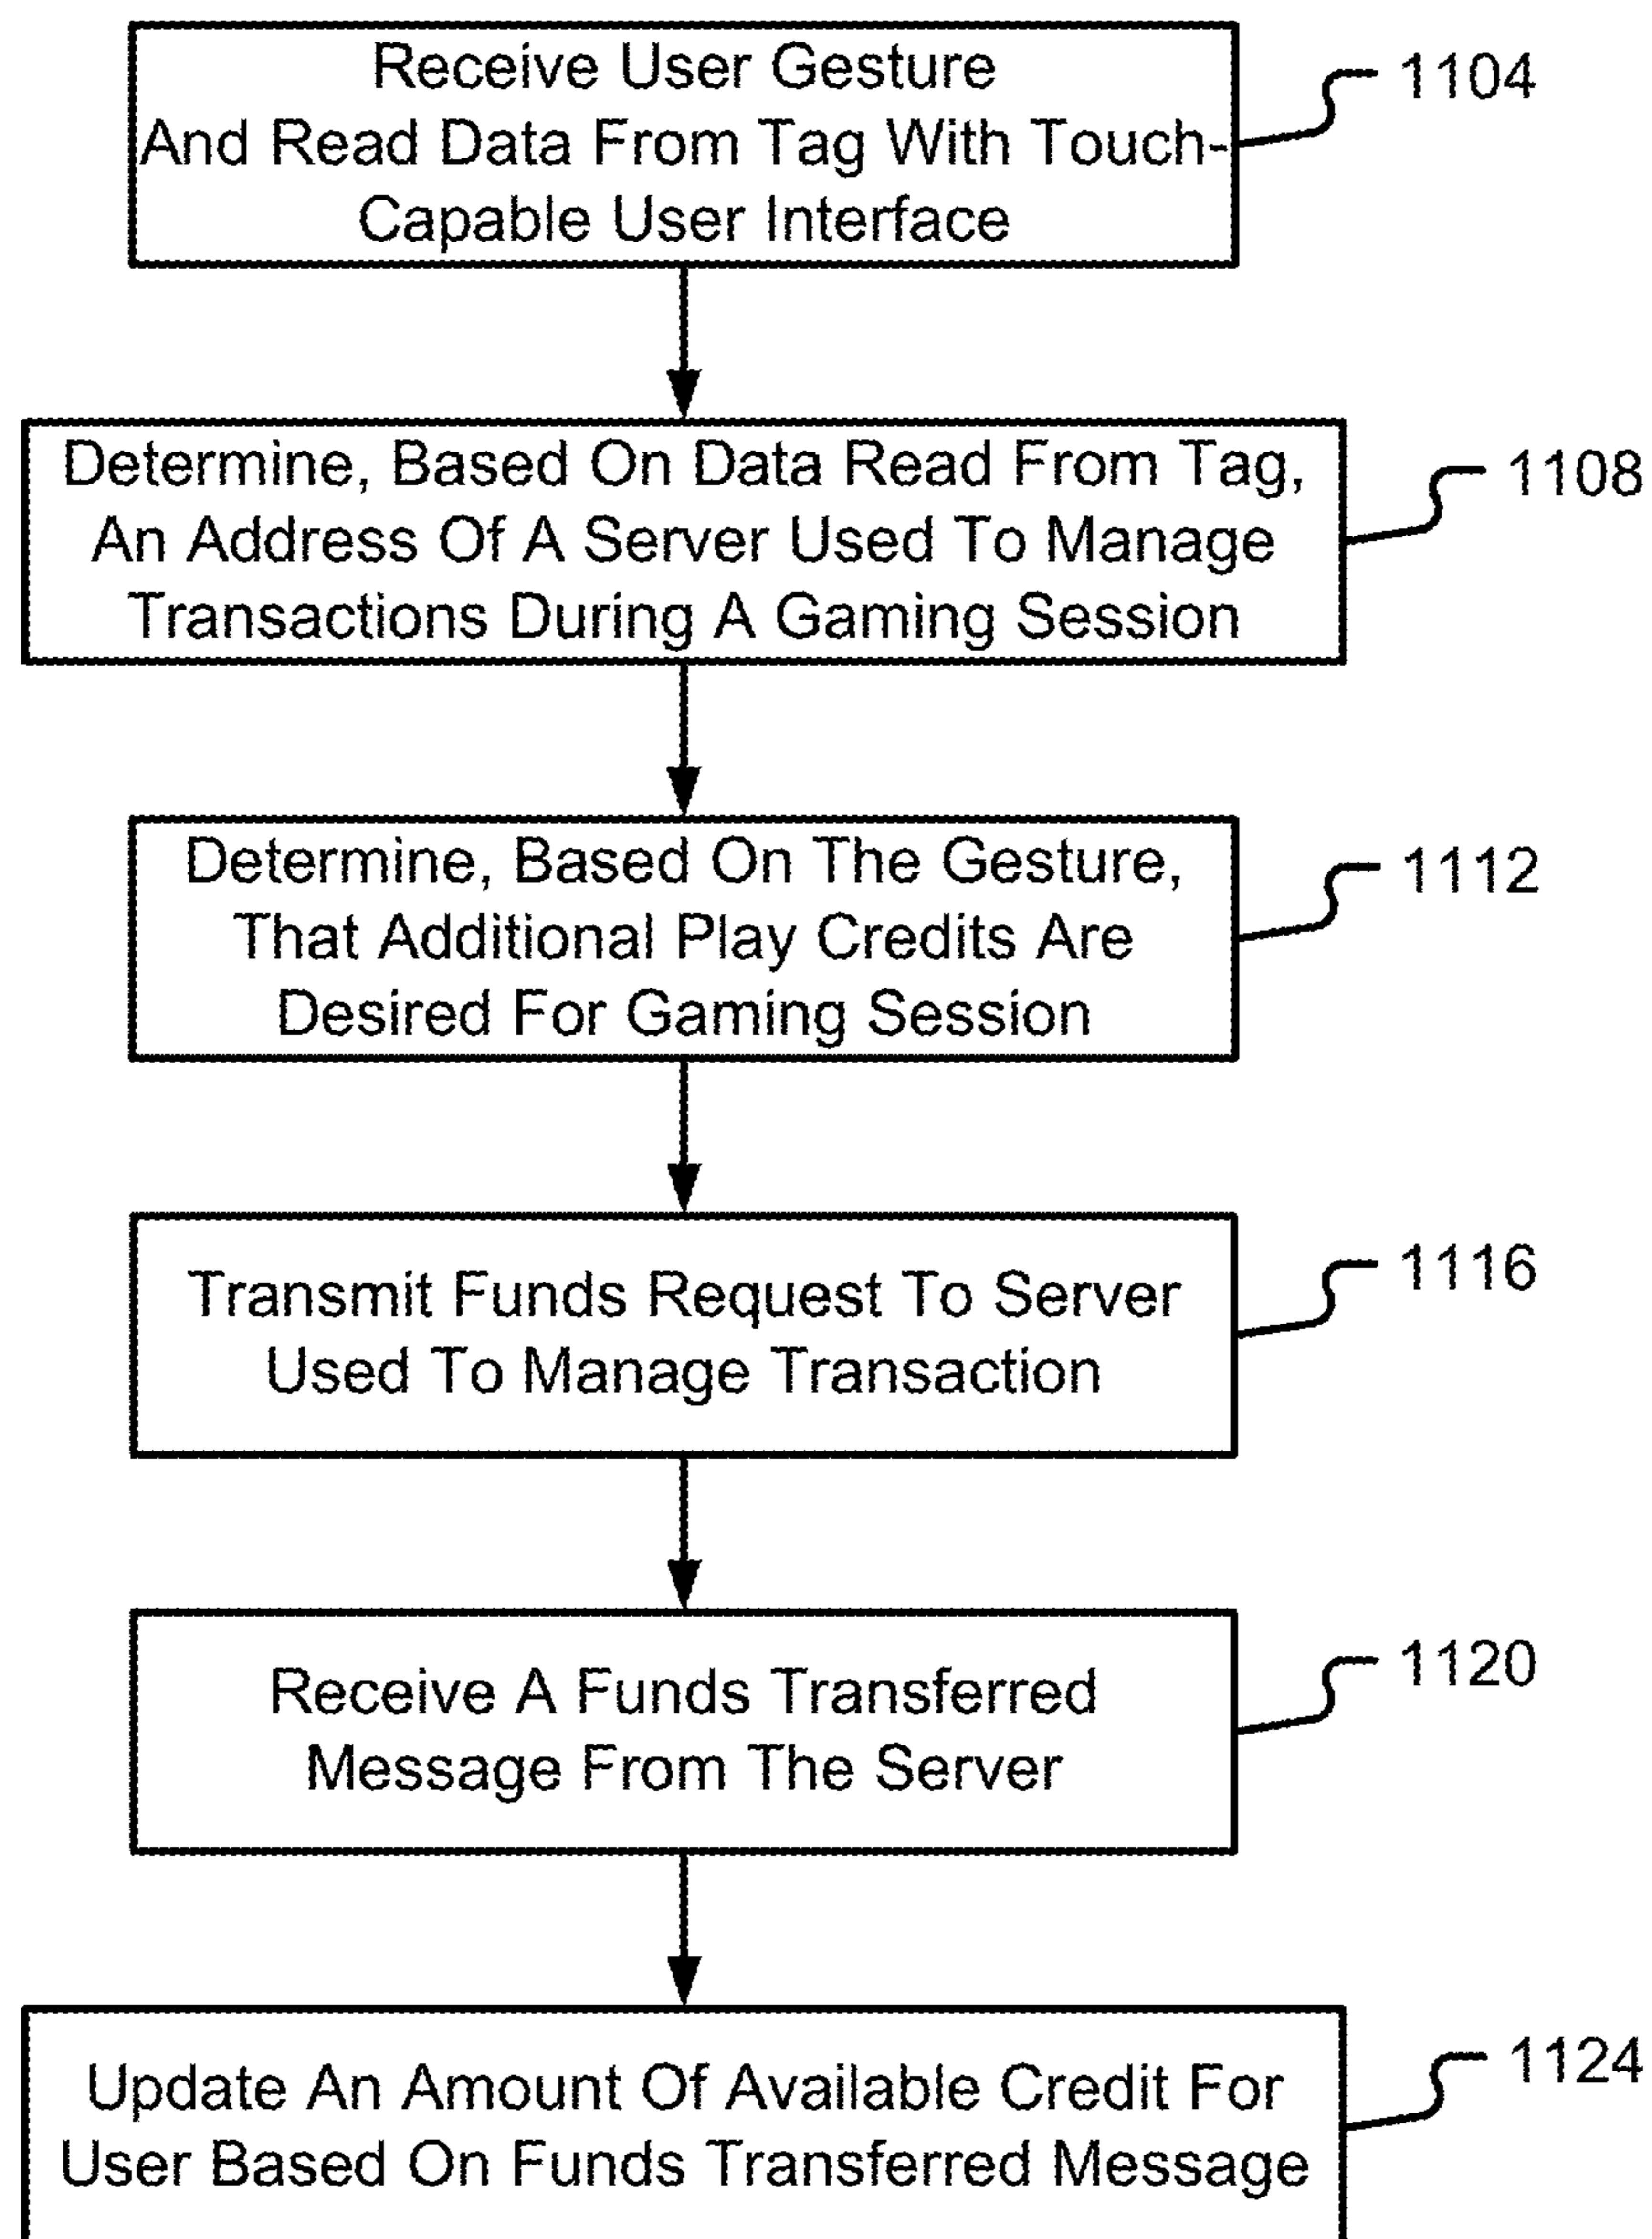 Receive User Gesture
And Read Data From Tag With Touch-
Capable User Interface
1104
Determine, Based On Data Read From Tag,
An Address Of A Server Used To Manage
Transactions During A Gaming Session
1108
Determine, Based On The Gesture,
That Additional Play Credits Are
Desired For Gaming Session
1112
Transmit Funds Request To Server
Used To Manage Transaction
1116
Receive A Funds Transferred
Message From The Server
1120
Update An Amount Of Available Credit For
User Based On Funds Transferred Message
1124